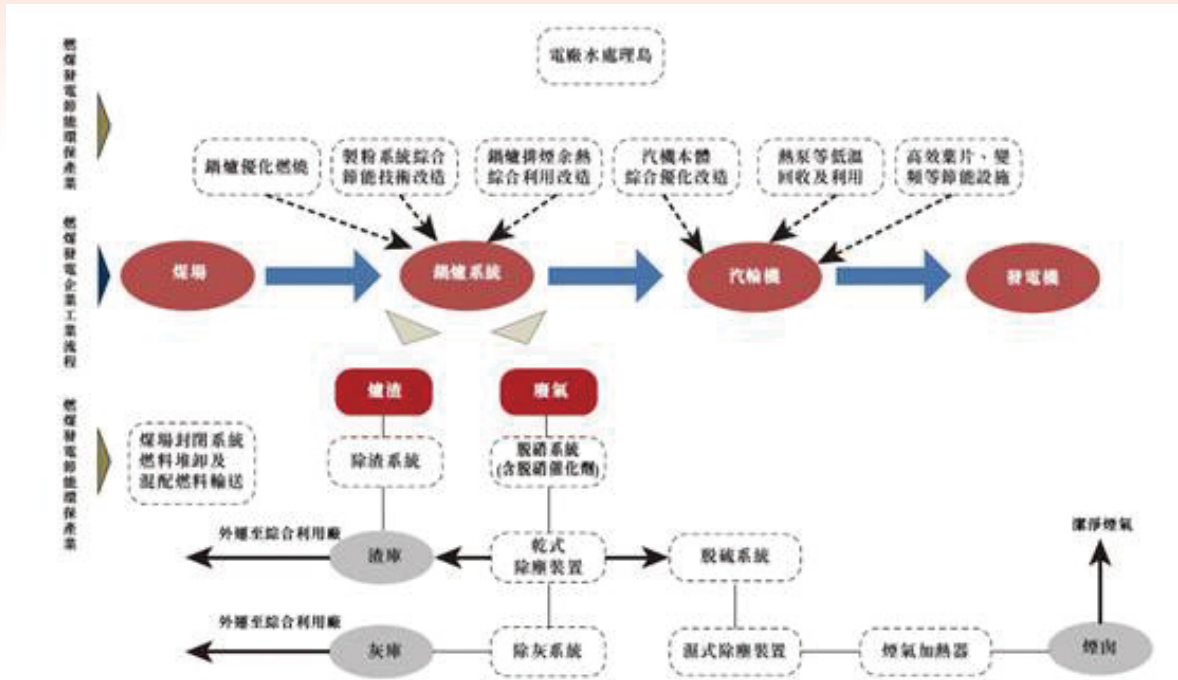 燃煤發電節能環保產業
電廠水處理島
鍋爐優化燃燒
製粉系統綜合
節能技術改造
鍋爐排煙余熱
綜合利用改造
汽機本體
綜合優化改造
熱泵等低溫
回收及利用
高效葉片、變
頻等節能設施
燃煤發電企業工業流程
煤場
鍋爐系統
汽輪機
發電機
燃煤發電節能環保產業
爐渣
廢氣
煤場封閉系統
燃料堆卸及
混配燃料輸送
除渣系統
脫硝系統
(含脫硝催化劑)
外運至綜合利用廠
渣庫
乾式
除塵裝置
脫硫系統
潔淨煙氣
外運至綜合利用廠
灰庫
除灰系統
濕式除塵裝置
煙氣加熱器
煙囪